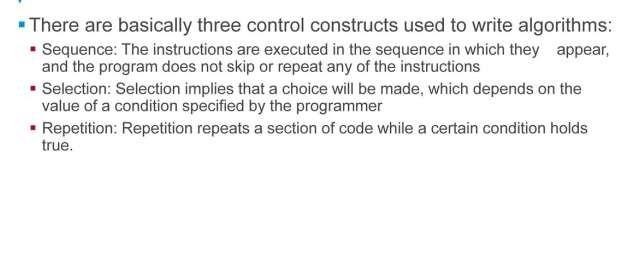 There are basically three control constructs used to write algorithms:
Sequence: The instructions are executed in the sequence in which they appear,
and the program does not skip or repeat any of the instructions
Selection: Selection implies that a choice will be made, which depends on the
value of a condition specified by the programmer
Repetition: Repetition repeats a section of code while a certain condition holds
true.